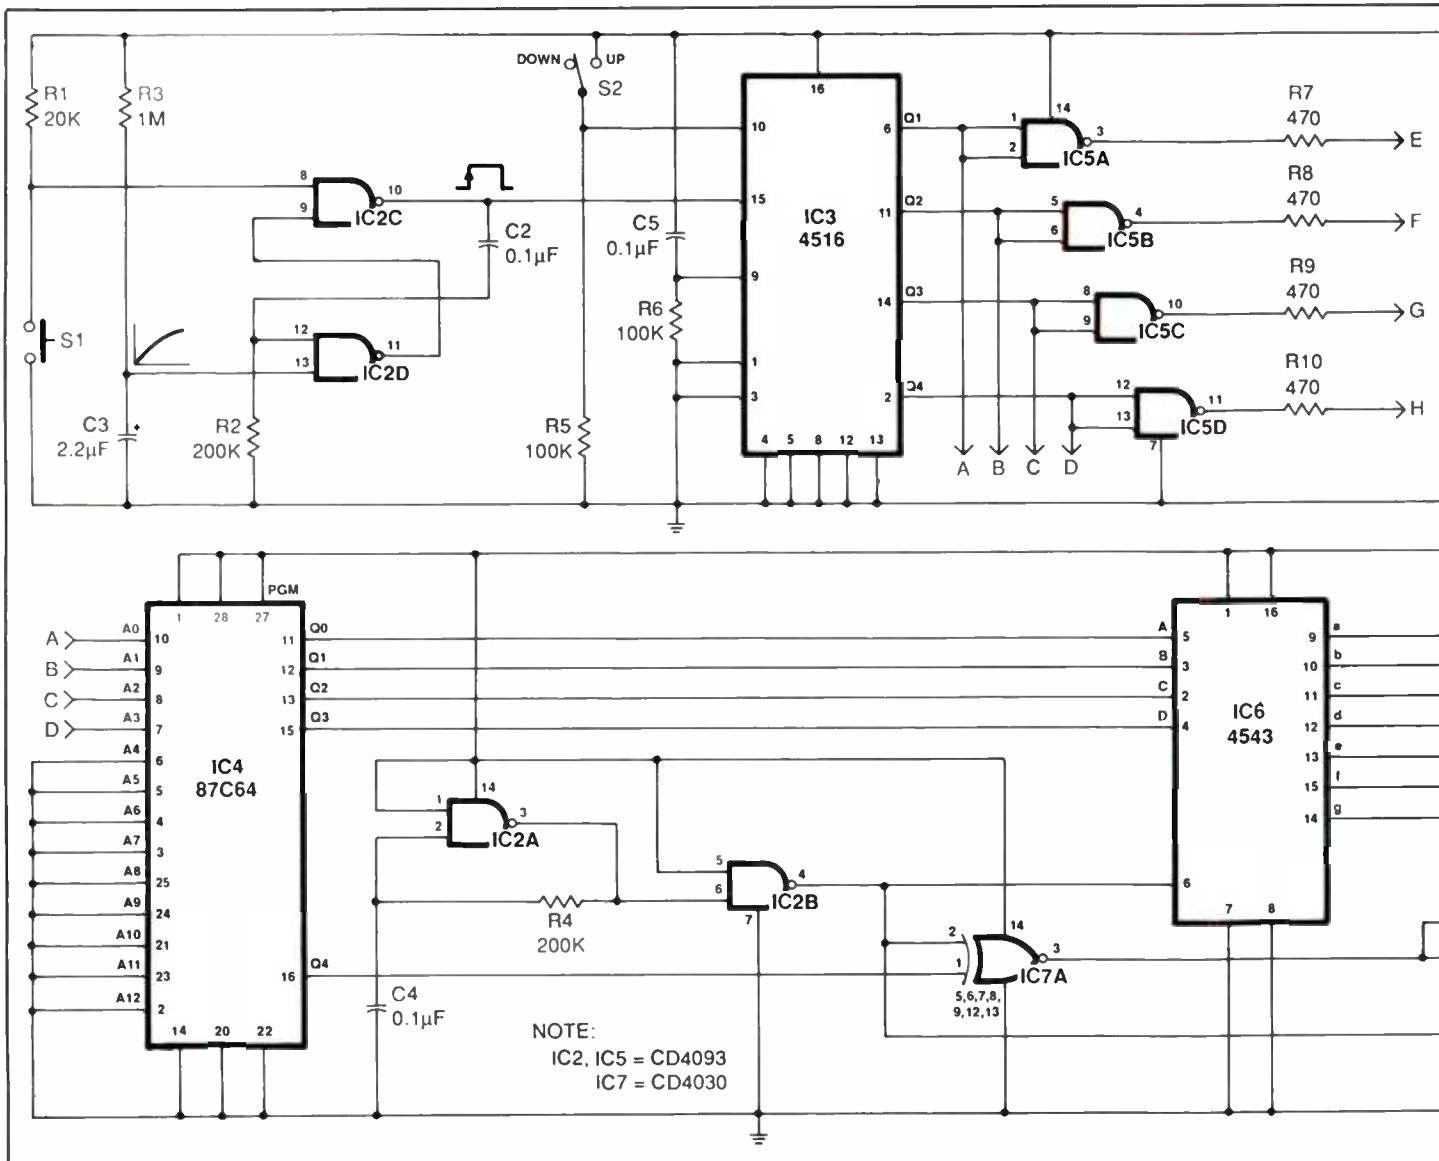 R1
20K
R3
1M
8
9
10
IC2C
C2
0.1µF
12
13
11
IC2D
S1
C3
+
2.2µF
R2
200K
DOWN
UP
S2
R5
100K
C5
0.1µF
R6
100K
16
10
15
9
1
3
4
5
8
12
13
IC3
4516
6
Q1
11
Q2
14
Q3
2
Q4
A
B
C
D
1
2
14
3
IC5A
5
6
4
IC5B
8
9
10
IC5C
12
13
11
7
IC5D
R7
470
E
R8
470
F
R9
470
G
R10
470
H
PGM
1
28
27
A
A0
10
B
A1
9
C
A2
8
D
A3
7
A4
6
A5
5
A6
4
A7
3
A8
25
A9
24
A10
21
A11
23
A12
2
14
20
22
IC4
87C64
11
Q0
12
Q1
13
Q2
15
Q3
16
Q4
1
2
14
3
IC2A
R4
200K
C4
0.1µF
5
6
4
7
IC2B
2
1
14
3
IC7A
5,6,7,8,
9,12,13
NOTE:
IC2, IC5 = CD4093
IC7 = CD4030
1
16
A
5
B
3
C
2
D
4
6
7
8
IC6
4543
9
a
10
b
11
c
12
d
13
e
15
f
14
g